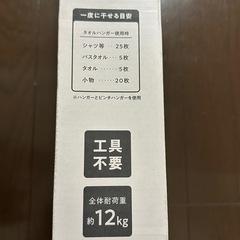 一度に干せる目安
タオルハンガー使用時
シャツ等 ‥‥ 25枚
バスタオル ‥‥ 5枚
タオル ‥‥‥ 5枚
小物 ‥‥‥ 20枚
※ハンガーとピンチハンガーを使用
工具
不要
全体耐荷重
約12kg